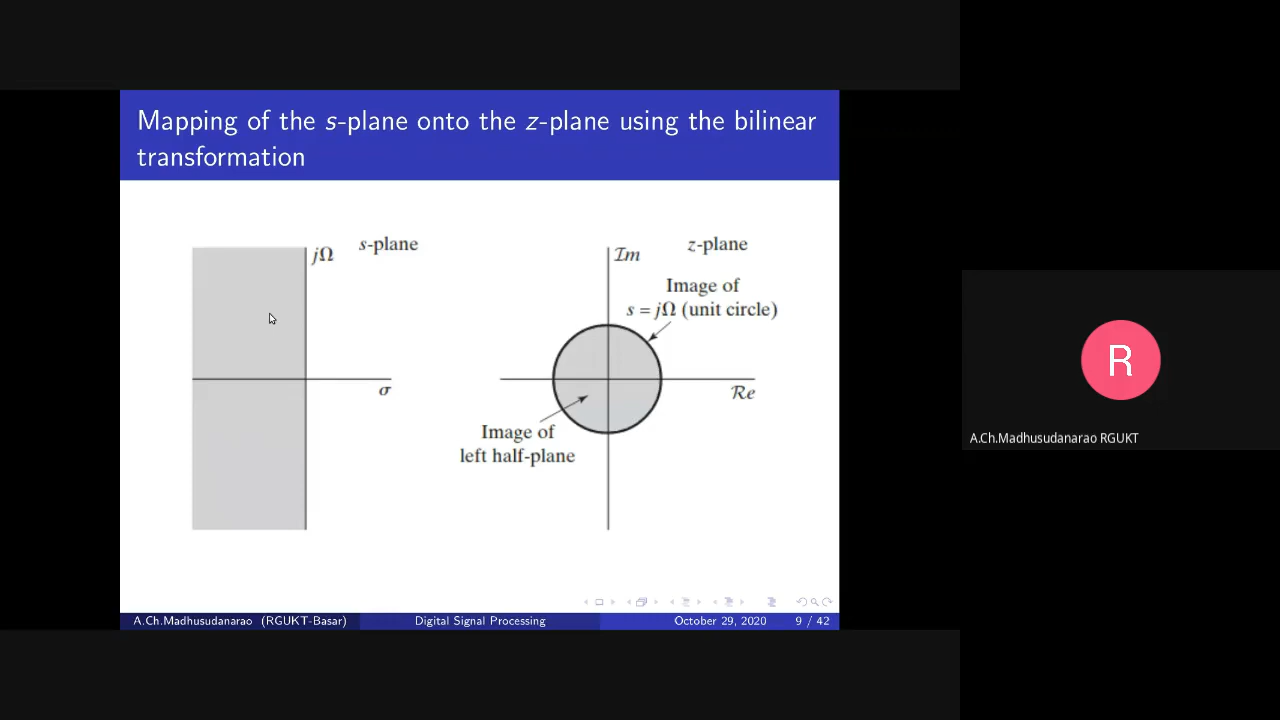 Mapping of the s-plane onto the z-plane using the bilinear
transformation
jΩ
s-plane
σ
Im
z-plane
Image of
s = jΩ (unit circle)
Re
Image of
left half-plane
A.Ch.Madhusudanarao (RGUKT-Basar)
Digital Signal Processing
October 29, 2020
9 / 42
R
A.Ch.Madhusudanarao RGUKT